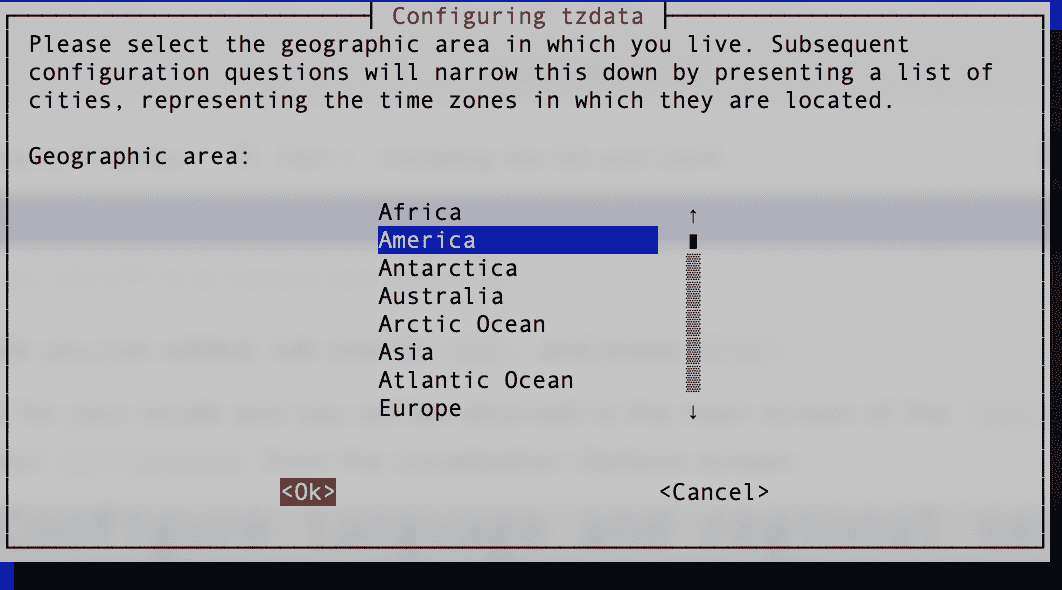 Configuring tzdata
Please select the geographic area in which you live. Subsequent
configuration questions will narrow this down by presenting a list of
cities, representing the time zones in which they are located.
Geographic area:
Africa
America
Antarctica
Australia
Arctic Ocean
Asia
Atlantic Ocean
Europe
<Ok> <Cancel>